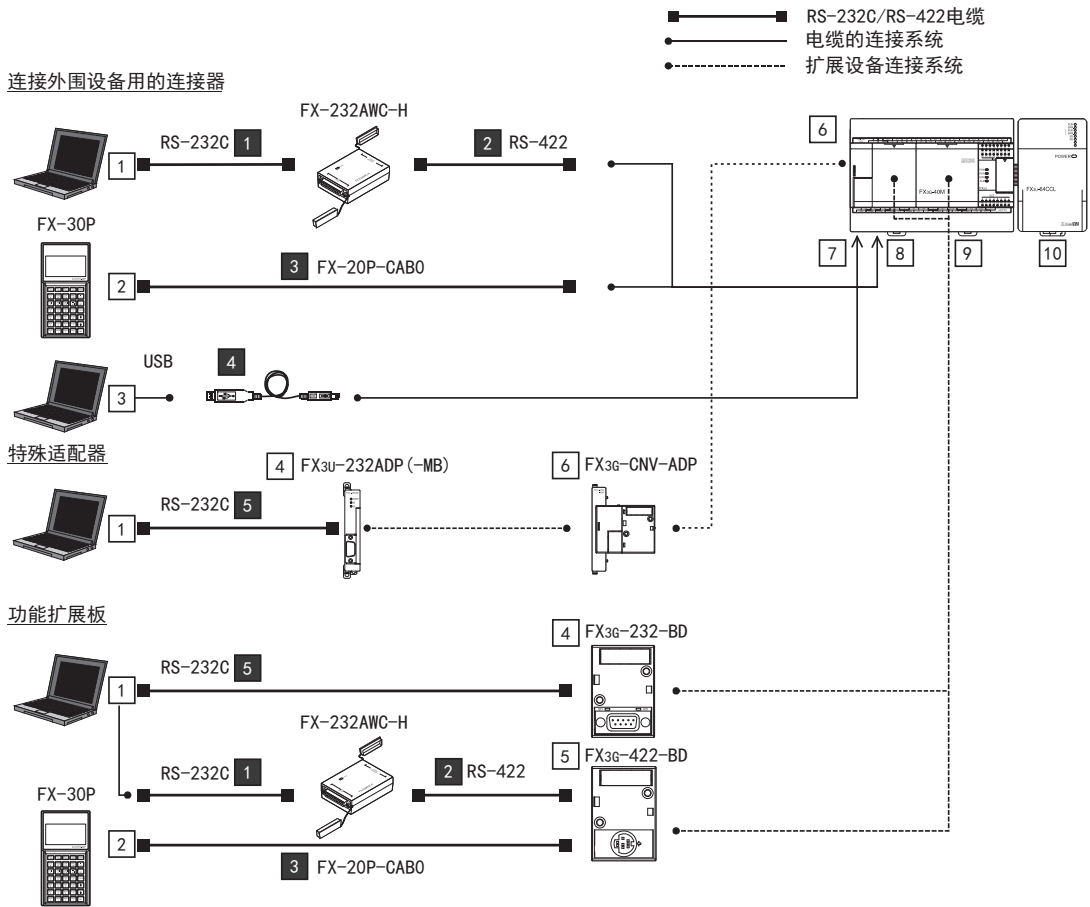 RS-232C/RS-422电缆
电缆的连接系统
扩展设备连接系统
连接外围设备用的连接器
FX-232AWC-H
RS-232C 1
2 RS-422
1
6
POWER
FX3G-40M
FX3U-64CCL
FX-30P
3 FX-20P-CAB0
2
7
8
9
10
USB
4
3
特殊适配器
4 FX3U-232ADP(-MB)
6 FX3G-CNV-ADP
RS-232C 5
1
功能扩展板
4 FX3G-232-BD
RS-232C 5
1
FX-232AWC-H
5 FX3G-422-BD
RS-232C 1
2 RS-422
FX-30P
2
3 FX-20P-CAB0